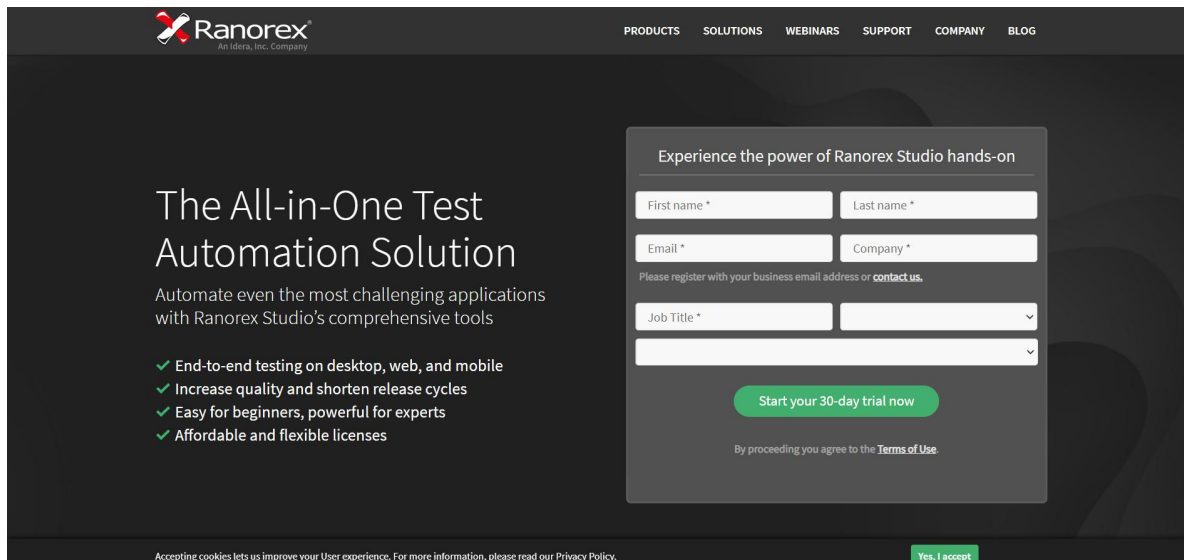 Ranorex®
An Idera, Inc. Company
PRODUCTS SOLUTIONS WEBINARS SUPPORT COMPANY BLOG
The All-in-One Test
Automation Solution
Automate even the most challenging applications
with Ranorex Studio’s comprehensive tools
End-to-end testing on desktop, web, and mobile
Increase quality and shorten release cycles
Easy for beginners, powerful for experts
Affordable and flexible licenses
Experience the power of Ranorex Studio hands-on
First name * Last name *
Email * Company *
Please register with your business email address or contact us.
Job Title *
Start your 30-day trial now
By proceeding you agree to the Terms of Use.
Accepting cookies lets us improve your User experience. For more information, please read our Privacy Policy. Yes, I accept